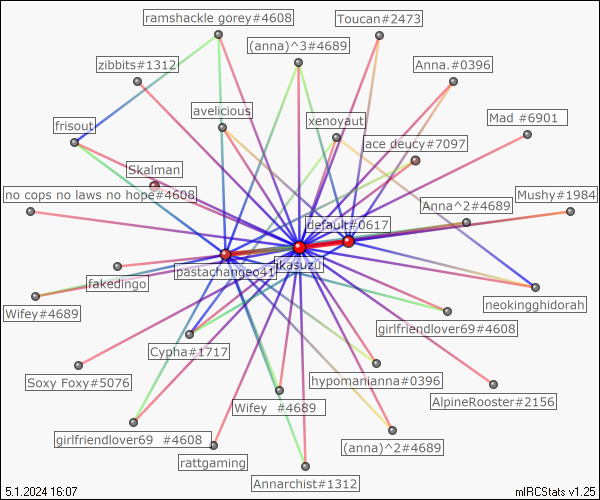 ramshackle gorey#4608
Toucan#2473
(anna)^3#4689
zibbits#1312
Anna.#0396
avelicious
xenoyaut
Mad #6901
frisout
ace deucy#7097
Skalman
no cops no laws no hope#4608
Mushy#1984
Anna^2#4689
default#0617
pastachangeo41
jkasuzu
fakedingo
neokingghidorah
Wifey#4689
girlfriendlover69#4608
Cypha#1717
Soxy Foxy#5076
hypomanianna#0396
AlpineRooster#2156
Wifey #4689
girlfriendlover69 #4608
(anna)^2#4689
rattgaming
Annarchist#1312
5.1.2024 16:07
mIRCStats v1.25